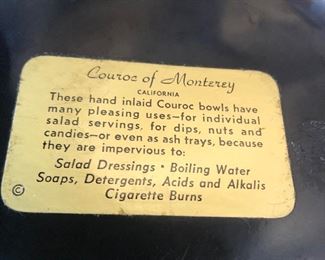 Couroc of Monterey
CALIFORNIA
These hand inlaid Couroc bowls have
many pleasing uses—for individual
salad servings, for dips, nuts and
candies—or even as ash trays, because
they are impervious to:
Salad Dressings • Boiling Water
Soaps, Detergents, Acids and Alkalis
© Cigarette Burns